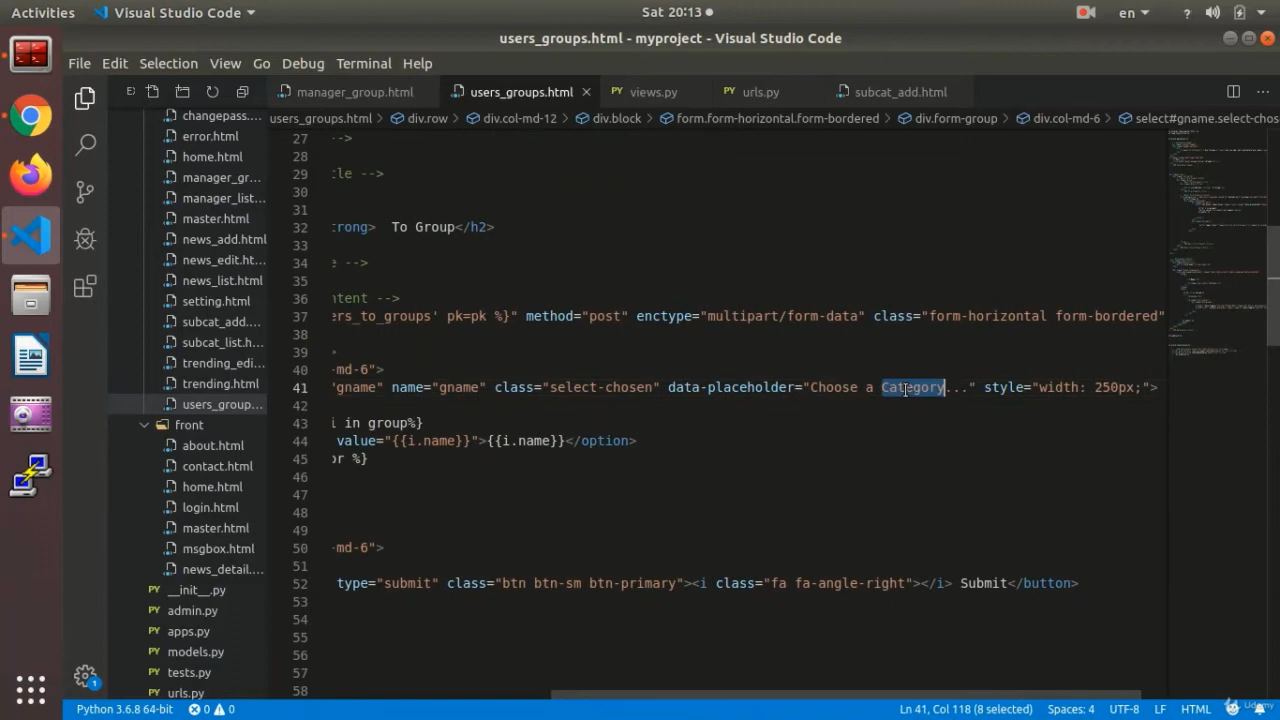 Activities
Visual Studio Code
Sat 20:13
en
users_groups.html - myproject - Visual Studio Code
File Edit Selection View Go Debug Terminal Help
manager_group.html
users_groups.html
views.py
urls.py
subcat_add.html
users_groups.html
div.row
div.col-md-12
div.block
form.form-horizontal.form-bordered
div.form-group
div.col-md-6
select#gname.select-chosen
changepass...
error.html
home.html
manager_gr...
manager_list...
master.html
news_add.html
news_edit.html
news_list.html
setting.html
subcat_add...
subcat_list.h...
trending_edi...
trending.html
users_group...
front
about.html
contact.html
home.html
login.html
master.html
msgbox.html
news_detail....
__init__.py
admin.py
apps.py
models.py
tests.py
urls.py
27 -->
28
29 tle -->
30
31
32 trong>  To Group</h2>
33
34 e -->
35
36 ntent -->
37 ers_to_groups' pk=pk %}" method="post" enctype="multipart/form-data" class="form-horizontal form-bordered"
38
39 >
40 -md-6">
41 "gname" name="gname" class="select-chosen" data-placeholder="Choose a Category..." style="width: 250px;">
42
43 i in group%}
44 value="{{i.name}}">{{i.name}}</option>
45 or %}
46
47
48
49
50 -md-6">
51
52 type="submit" class="btn btn-sm btn-primary"><i class="fa fa-angle-right"></i> Submit</button>
53
54
55
56
57
58
1
Python 3.6.8 64-bit
0
0
Ln 41, Col 118 (8 selected)
Spaces: 4
UTF-8
LF
HTML
1
Udemy